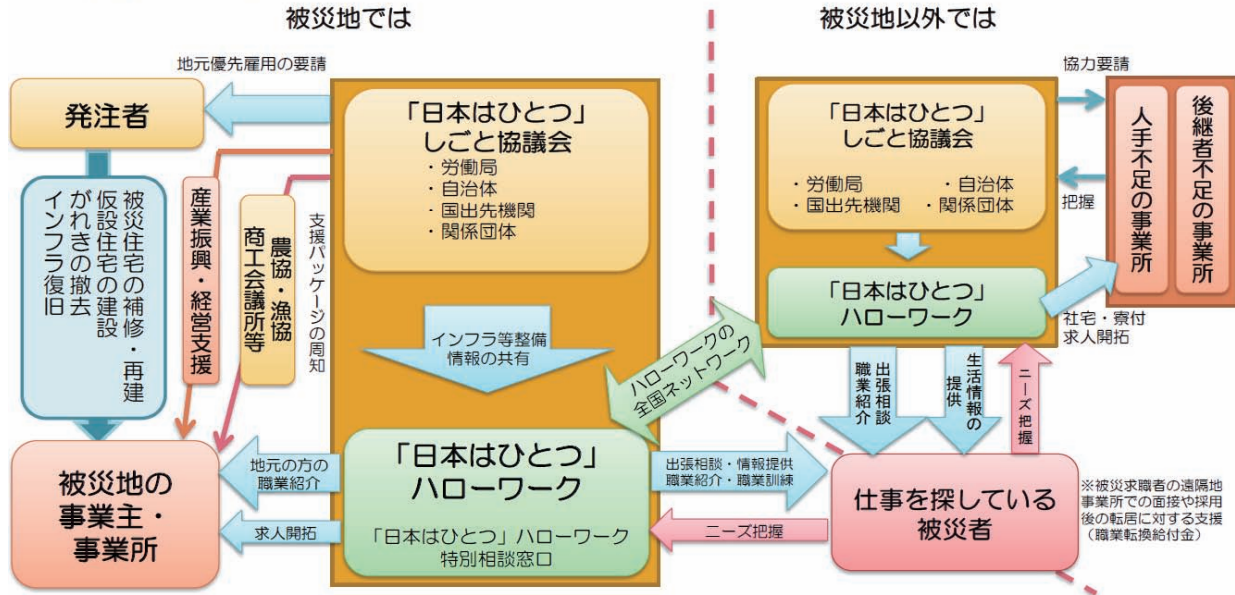 被災地では
被災地以外では
地元優先雇用の要請
発注者
被災住宅の補修・再建
仮設住宅の建設
がれきの撤去
インフラ復旧
産業振興・経営支援
農協・漁協
商工会議所等
支援パッケージの周知
「日本はひとつ」
しごと協議会
・労働局
・自治体
・国出先機関
・関係団体
インフラ等整備
情報の共有
「日本はひとつ」
ハローワーク
「日本はひとつ」ハローワーク
特別相談窓口
地元の方の
職業紹介
求人開拓
被災地の
事業主・
事業所
ハローワークの
全国ネットワーク
「日本はひとつ」
しごと協議会
・労働局
・自治体
・国出先機関
・関係団体
「日本はひとつ」
ハローワーク
協力要請
把握
後継者不足の事業所
人手不足の事業所
社宅・寮付
求人開拓
出張相談
職業紹介
生活情報の
提供
ニーズ把握
出張相談・情報提供
職業紹介・職業訓練
ニーズ把握
仕事を探している
被災者
※被災求職者の遠隔地
事業所での面接や採用
後の転居に対する支援
（職業転換給付金）